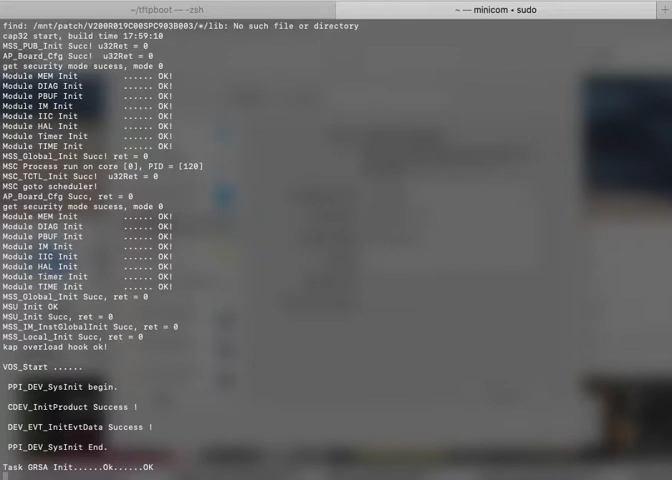 ~/tftpboot — -zsh
~ — minicom • sudo
+
find: /mnt/patch/V200R019C00SPC903B003/*/lib: No such file or directory
cap32 start, build time 17:59:10
MSS_PUB_Init Succ! u32Ret = 0
AP_Board_Cfg Succ!  u32Ret = 0
get security mode sucess, mode 0
Module MEM Init        ...... OK!
Module DIAG Init       ...... OK!
Module PBUF Init       ...... OK!
Module IM Init         ...... OK!
Module IIC Init        ...... OK!
Module HAL Init        ...... OK!
Module Timer Init      ...... OK!
Module TIME Init       ...... OK!
MSS_Global_Init Succ! ret = 0
MSC Process run on core [0], PID = [120]
MSC_TCTL_Init Succ!  u32Ret = 0
MSC goto scheduler!
AP_Board_Cfg Succ, ret = 0
get security mode sucess, mode 0
Module MEM Init        ...... OK!
Module DIAG Init       ...... OK!
Module PBUF Init       ...... OK!
Module IM Init         ...... OK!
Module IIC Init        ...... OK!
Module HAL Init        ...... OK!
Module Timer Init      ...... OK!
Module TIME Init       ...... OK!
MSS_Global_Init Succ, ret = 0
MSU Init OK
MSU_Init Succ, ret = 0
MSS_IM_InstGlobalInit Succ, ret = 0
MSS_Local_Init Succ, ret = 0
kap overload hook ok!
VOS_Start ......
PPI_DEV_SysInit begin.
CDEV_InitProduct Success !
DEV_EVT_InitEvtData Success !
PPI_DEV_SysInit End.
Task GRSA Init......Ok......OK